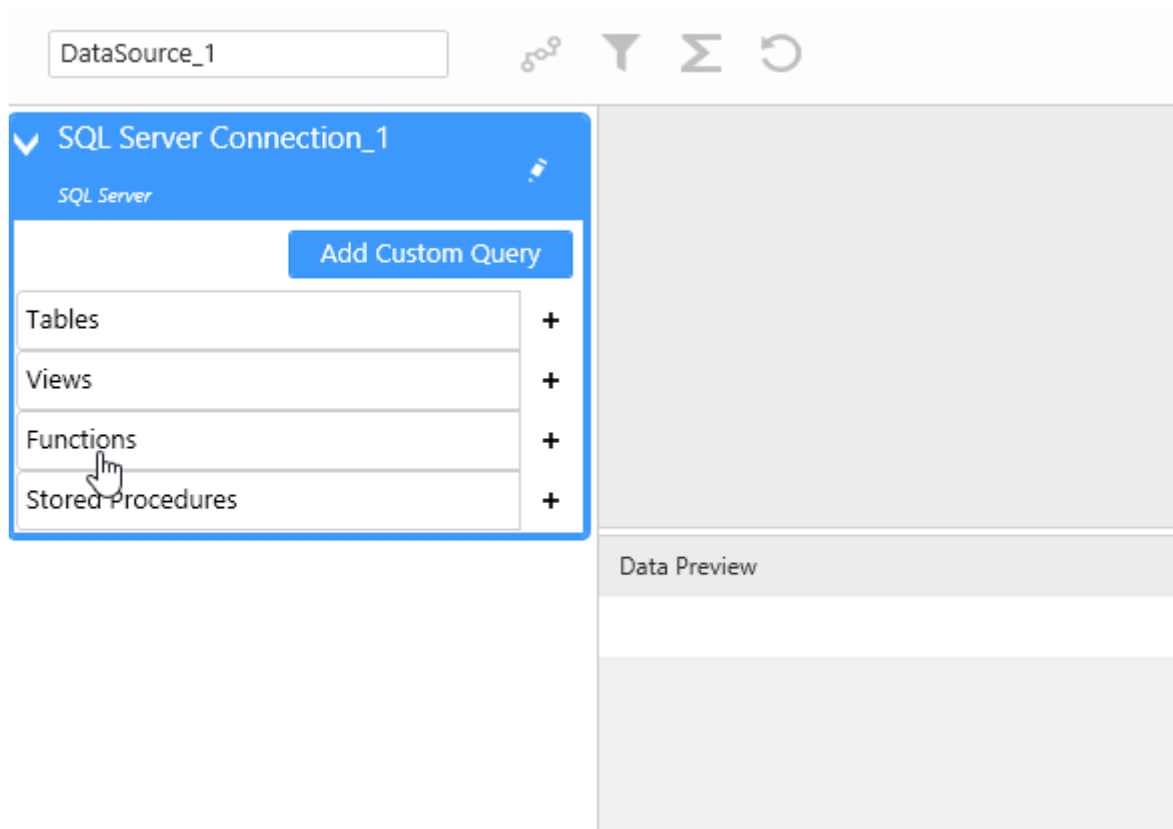 DataSource_1
SQL Server Connection_1
SQL Server
Add Custom Query
Tables
+
Views
+
Functions
+
Stored Procedures
+
Data Preview